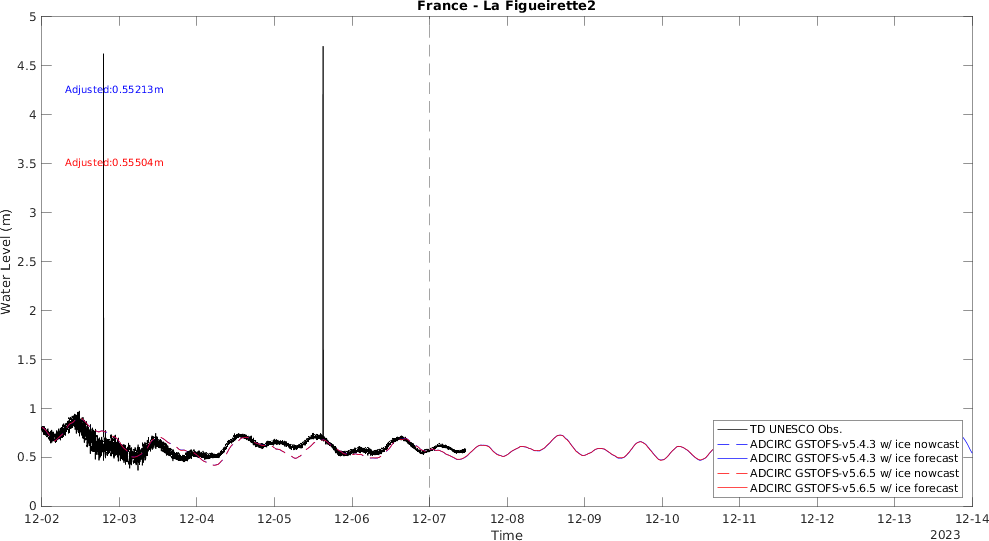 France - La Figueirette2
5
4.5
4
3.5
3
2.5
2
1.5
1
0.5
0
Water Level (m)
Adjusted:0.55213m
Adjusted:0.55504m
TD UNESCO Obs.
ADCIRC GSTOFS-v5.4.3 w/ ice nowcast
ADCIRC GSTOFS-v5.4.3 w/ ice forecast
ADCIRC GSTOFS-v5.6.5 w/ ice nowcast
ADCIRC GSTOFS-v5.6.5 w/ ice forecast
12-02 12-03 12-04 12-05 12-06 12-07 12-08 12-09 12-10 12-11 12-12 12-13 12-14
Time
2023